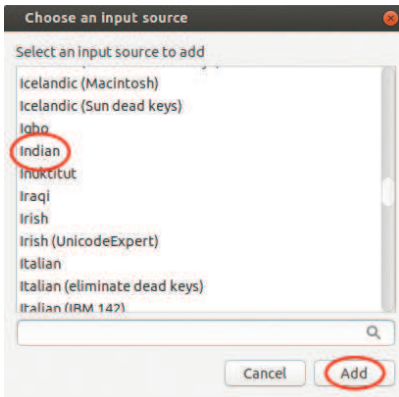 Choose an input source
Select an input source to add
Icelandic (Macintosh)
Icelandic (Sun dead keys)
Igbo
Indian
Inuktitut
Iraqi
Irish
Irish (UnicodeExpert)
Italian
Italian (eliminate dead keys)
Italian (IBM 142)
Cancel
Add